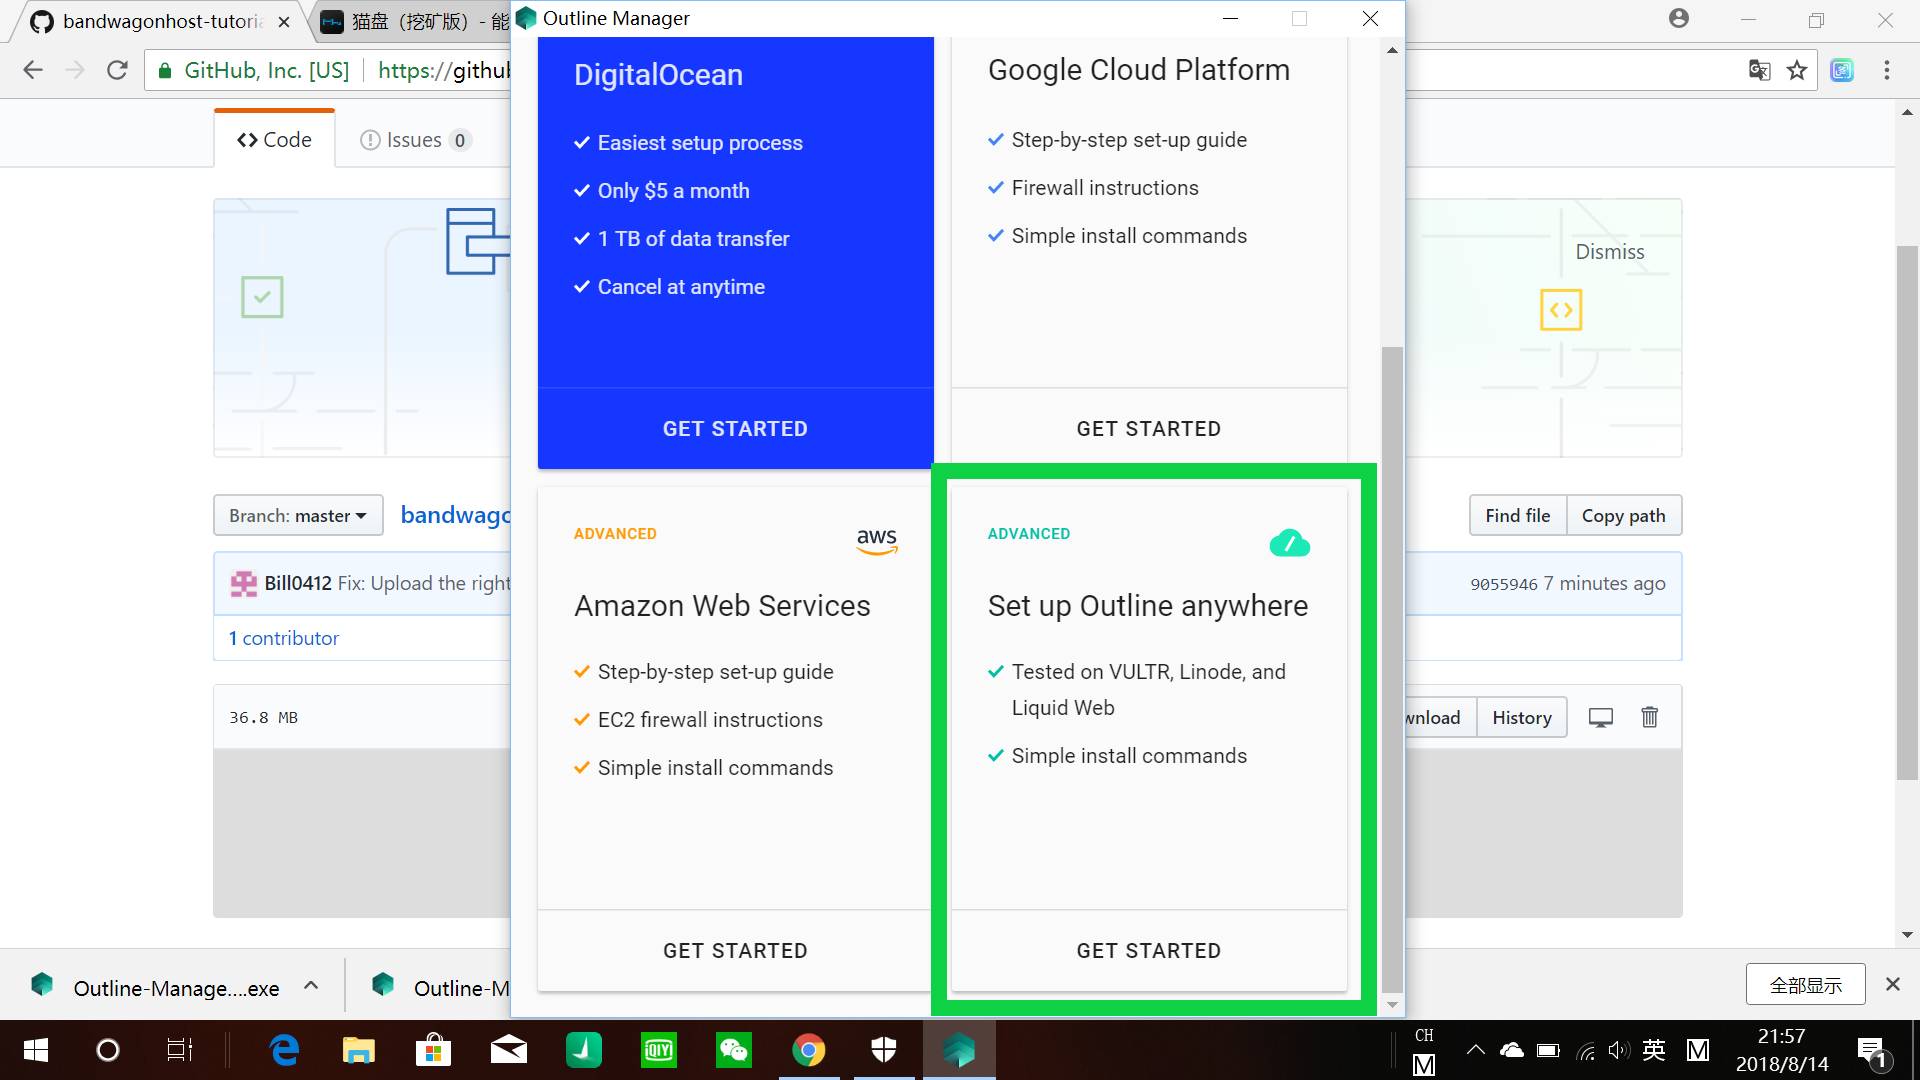 bandwagonhost-tutoria
猫盘（挖矿版）- 能
Outline Manager
GitHub, Inc. [US]
https://github
Code
Issues 0
DigitalOcean
Easiest setup process
Only $5 a month
1 TB of data transfer
Cancel at anytime
GET STARTED
Google Cloud Platform
Step-by-step set-up guide
Firewall instructions
Simple install commands
GET STARTED
Dismiss
Branch: master
bandwago
Find file
Copy path
Bill0412 Fix: Upload the right
9055946 7 minutes ago
1 contributor
36.8 MB
wnload
History
ADVANCED
aws
Amazon Web Services
Step-by-step set-up guide
EC2 firewall instructions
Simple install commands
GET STARTED
ADVANCED
Set up Outline anywhere
Tested on VULTR, Linode, and
Liquid Web
Simple install commands
GET STARTED
Outline-Manage....exe
Outline-M
全部显示
QIYI
CH
M
英
M
21:57
2018/8/14
1